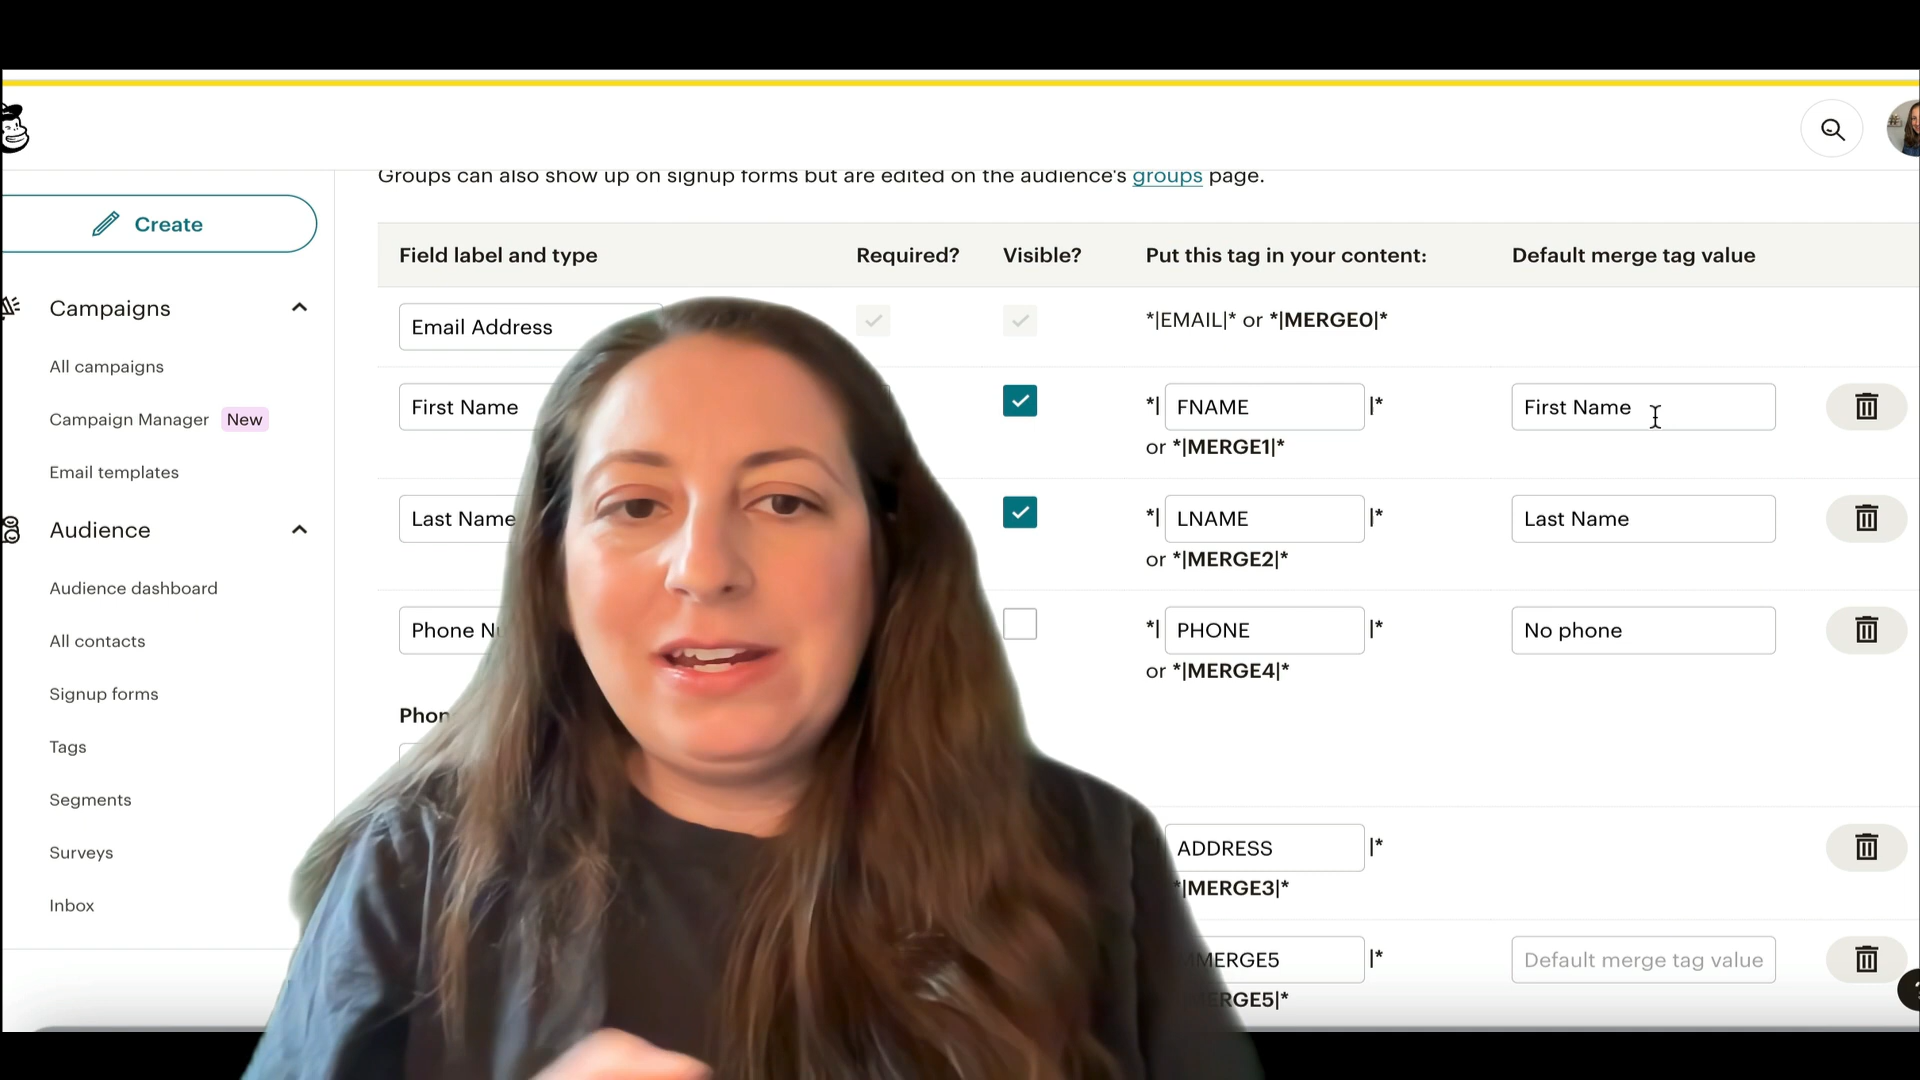 Groups can also show up on signup forms but are edited on the audience's groups page.
Create
Campaigns
All campaigns
Campaign Manager New
Email templates
Audience
Audience dashboard
All contacts
Signup forms
Tags
Segments
Surveys
Inbox
Field label and type Required? Visible? Put this tag in your content: Default merge tag value
Email Address *|EMAIL|* or *|MERGE0|*
First Name *| FNAME |* First Name
or *|MERGE1|*
Last Name *| LNAME |* Last Name
or *|MERGE2|*
Phone *| PHONE |* No phone
or *|MERGE4|*
ADDRESS |*
*|MERGE3|*
MMERGE5 |* Default merge tag value
|*